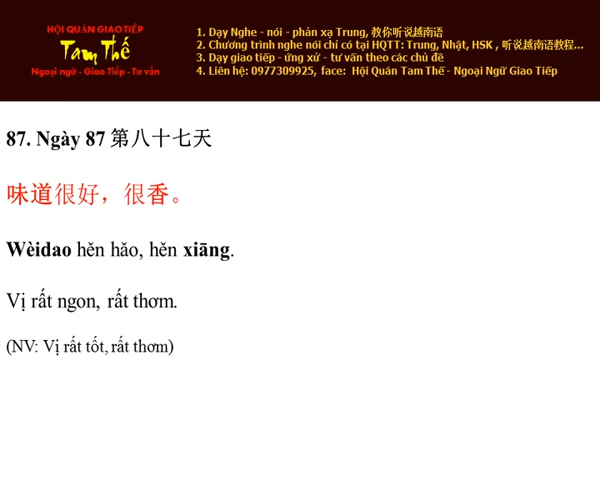 HỘI QUÁN GIAO TIẾP
Tam Thế
Ngoại ngữ - Giao Tiếp - Tư vấn
1. Dạy Nghe - nói - phản xạ Trung, 教你听说越南语
2. Chương trình nghe nói chỉ có tại HQTT: Trung, Nhật, HSK , 听说越南语教程...
3. Dạy giao tiếp - ứng xử - tư vấn theo các chủ đề
4. Liên hệ: 0977309925, face: Hội Quán Tam Thế - Ngoại Ngữ Giao Tiếp
87. Ngày 87 第八十七天
味道很好，很香。
Wèidao hěn hǎo, hěn xiāng.
Vị rất ngon, rất thơm.
(NV: Vị rất tốt, rất thơm)